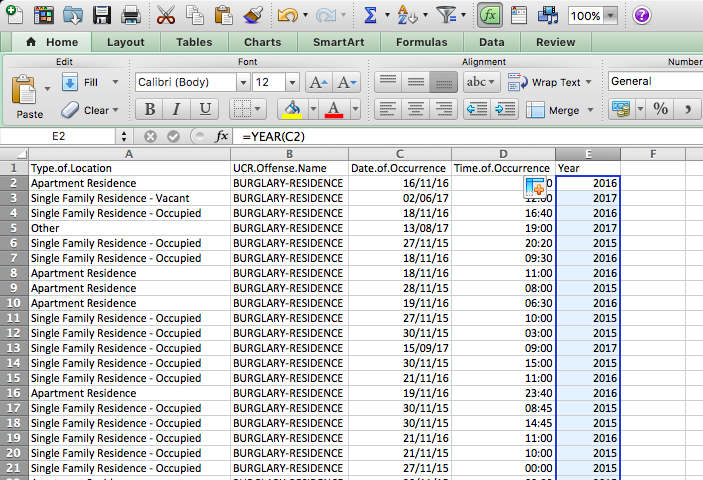 100%
Home Layout Tables Charts SmartArt Formulas Data Review
Edit Font Alignment Number
Fill Calibri (Body) 12 A A abc Wrap Text General
Paste Clear B I U A Merge % ,
E2 fx =YEAR(C2)
A B C D E F
1 Type.of.Location UCR.Offense.Name Date.of.Occurrence Time.of.Occurrence Year
2 Apartment Residence BURGLARY-RESIDENCE 16/11/16 0 2016
3 Single Family Residence - Vacant BURGLARY-RESIDENCE 02/06/17 12:00 2017
4 Single Family Residence - Occupied BURGLARY-RESIDENCE 18/11/16 16:40 2016
5 Other BURGLARY-RESIDENCE 13/08/17 19:00 2017
6 Single Family Residence - Occupied BURGLARY-RESIDENCE 27/11/15 20:20 2015
7 Single Family Residence - Occupied BURGLARY-RESIDENCE 18/11/16 09:30 2016
8 Apartment Residence BURGLARY-RESIDENCE 18/11/16 11:00 2016
9 Apartment Residence BURGLARY-RESIDENCE 28/11/15 08:00 2015
10 Apartment Residence BURGLARY-RESIDENCE 19/11/16 06:30 2016
11 Single Family Residence - Occupied BURGLARY-RESIDENCE 27/11/15 10:00 2015
12 Single Family Residence - Occupied BURGLARY-RESIDENCE 30/11/15 03:00 2015
13 Single Family Residence - Occupied BURGLARY-RESIDENCE 15/09/17 09:00 2017
14 Single Family Residence - Occupied BURGLARY-RESIDENCE 30/11/15 15:00 2015
15 Single Family Residence - Occupied BURGLARY-RESIDENCE 21/11/16 11:00 2016
16 Apartment Residence BURGLARY-RESIDENCE 19/11/16 23:40 2016
17 Single Family Residence - Occupied BURGLARY-RESIDENCE 30/11/15 08:45 2015
18 Single Family Residence - Occupied BURGLARY-RESIDENCE 30/11/15 14:45 2015
19 Single Family Residence - Occupied BURGLARY-RESIDENCE 21/11/16 11:00 2016
20 Single Family Residence - Occupied BURGLARY-RESIDENCE 21/11/15 10:00 2015
21 Single Family Residence - Occupied BURGLARY-RESIDENCE 27/11/15 00:00 2015